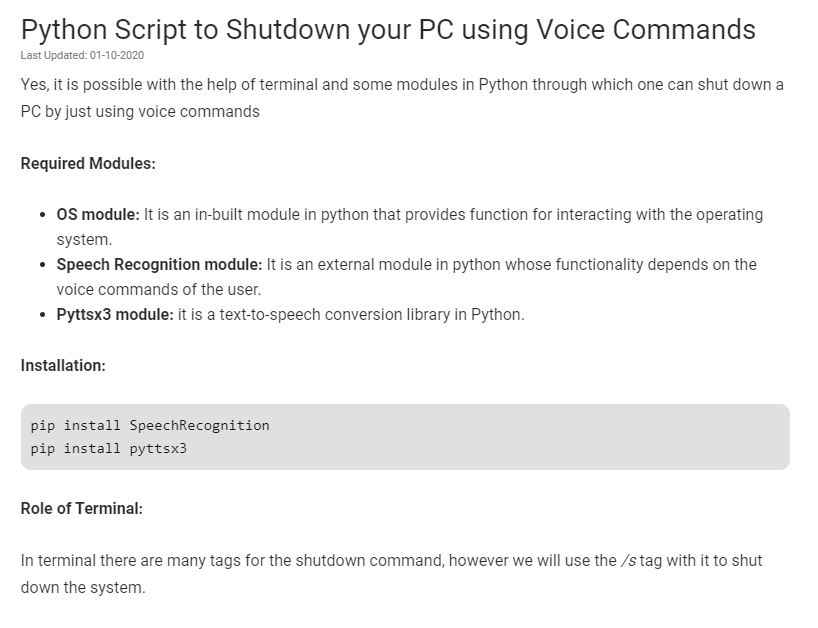 Python Script to Shutdown your PC using Voice Commands
Last Updated: 01-10-2020
Yes, it is possible with the help of terminal and some modules in Python through which one can shut down a
PC by just using voice commands
Required Modules:
• OS module: It is an in-built module in python that provides function for interacting with the operating
system.
• Speech Recognition module: It is an external module in python whose functionality depends on the
voice commands of the user.
• Pyttsx3 module: it is a text-to-speech conversion library in Python.
Installation:
pip install SpeechRecognition
pip install pyttsx3
Role of Terminal:
In terminal there are many tags for the shutdown command, however we will use the /s tag with it to shut
down the system.